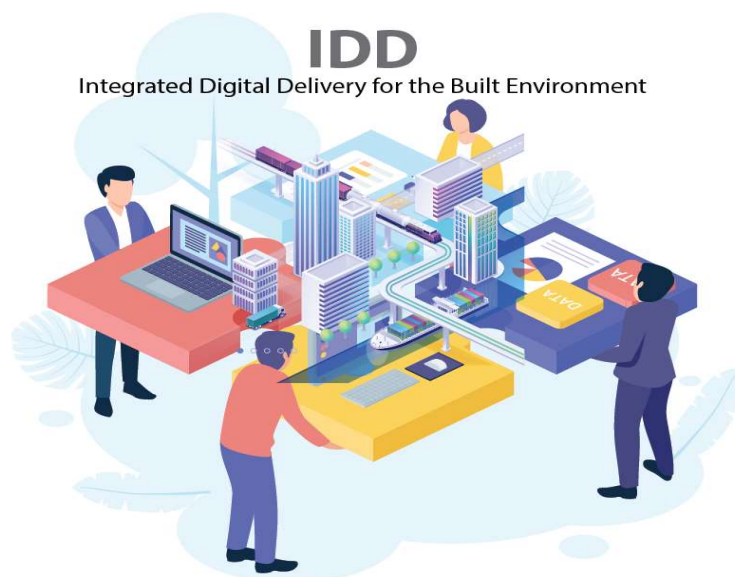 IDD
Integrated Digital Delivery for the Built Environment
DATA
DATA